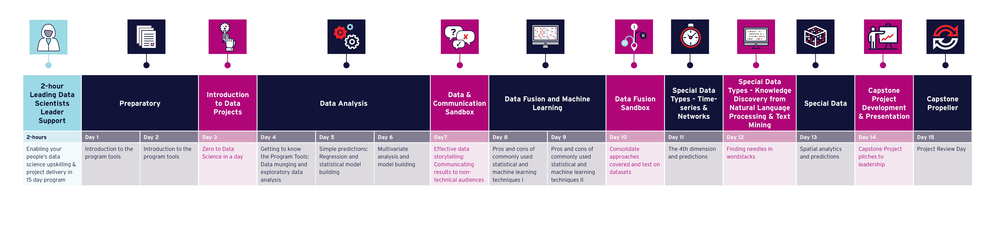 2-hour
Leading Data
Scientists
Leader
Support
Preparatory
Introduction
to Data
Projects
Data Analysis
Data &
Communication
Sandbox
Data Fusion and Machine
Learning
Data Fusion
Sandbox
Special Data
Types - Time-
series &
Networks
Special Data
Types - Knowledge
Discovery from
Natural Language
Processing & Text
Mining
Special Data
Capstone
Project
Development
& Presentation
Capstone
Propeller
2-hours
Day 1
Day 2
Day 3
Day 4
Day 5
Day 6
Day7
Day 8
Day 9
Day 10
Day 11
Day 12
Day 13
Day 14
Day 15
Enabling your
people's data
science upskilling &
project delivery in
15 day program
Introduction to the
program tools
Introduction to the
program tools
Zero to Data
Science in a day
Getting to know
the Program Tools:
Data munging and
exploratory data
analysis
Simple predictions:
Regression and
statistical model
building
Multivariate
analysis and
model building
Effective data
storytelling:
Communicating
results to non-
technical audiences
Pros and cons of
commonly used
statistical and
machine learning
techniques I
Pros and cons of
commonly used
statistical and
machine learning
techniques II
Consolidate
approaches
covered and test on
datasets
The 4th dimension
and predictions
Finding needles in
wordstacks
Spatial analytics
and predictions
Capstone Project
pitches to
leadership
Project Review Day